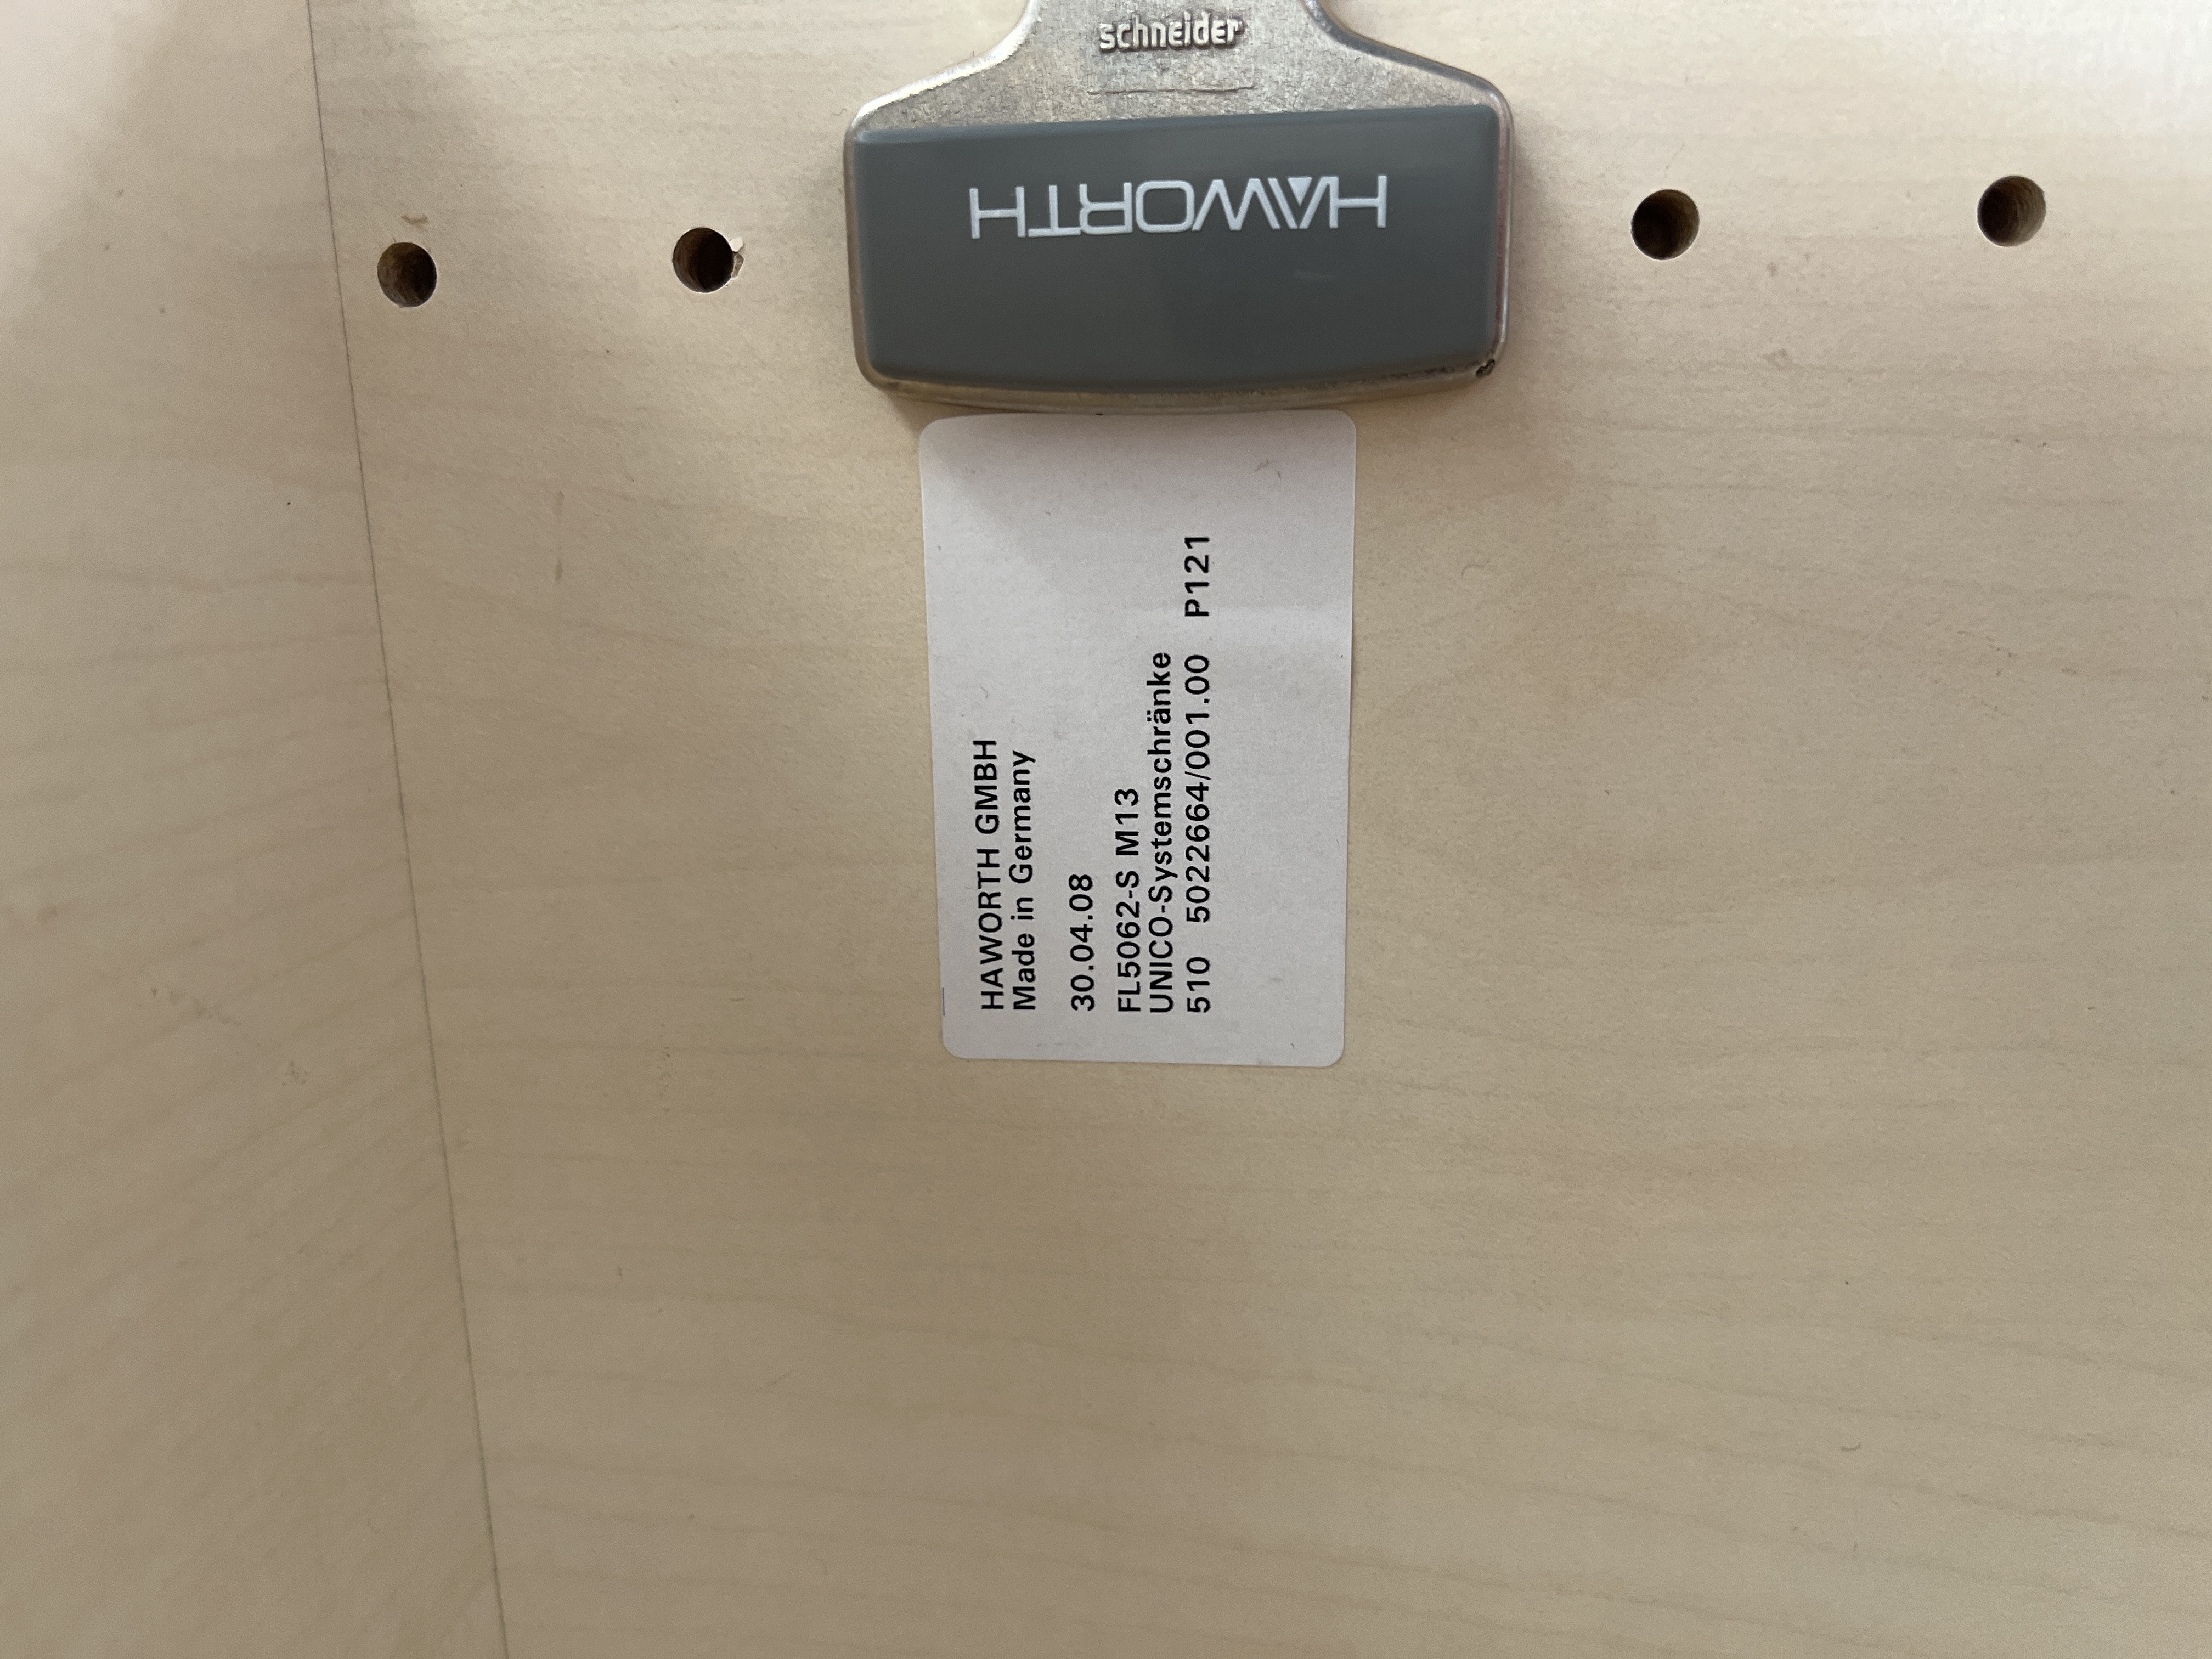 schneider
HAWORTH
HAWORTH GMBH
Made in Germany
30.04.08
FL5062-S M13
UNICO-Systemschränke
510 5022664/001.00 P121